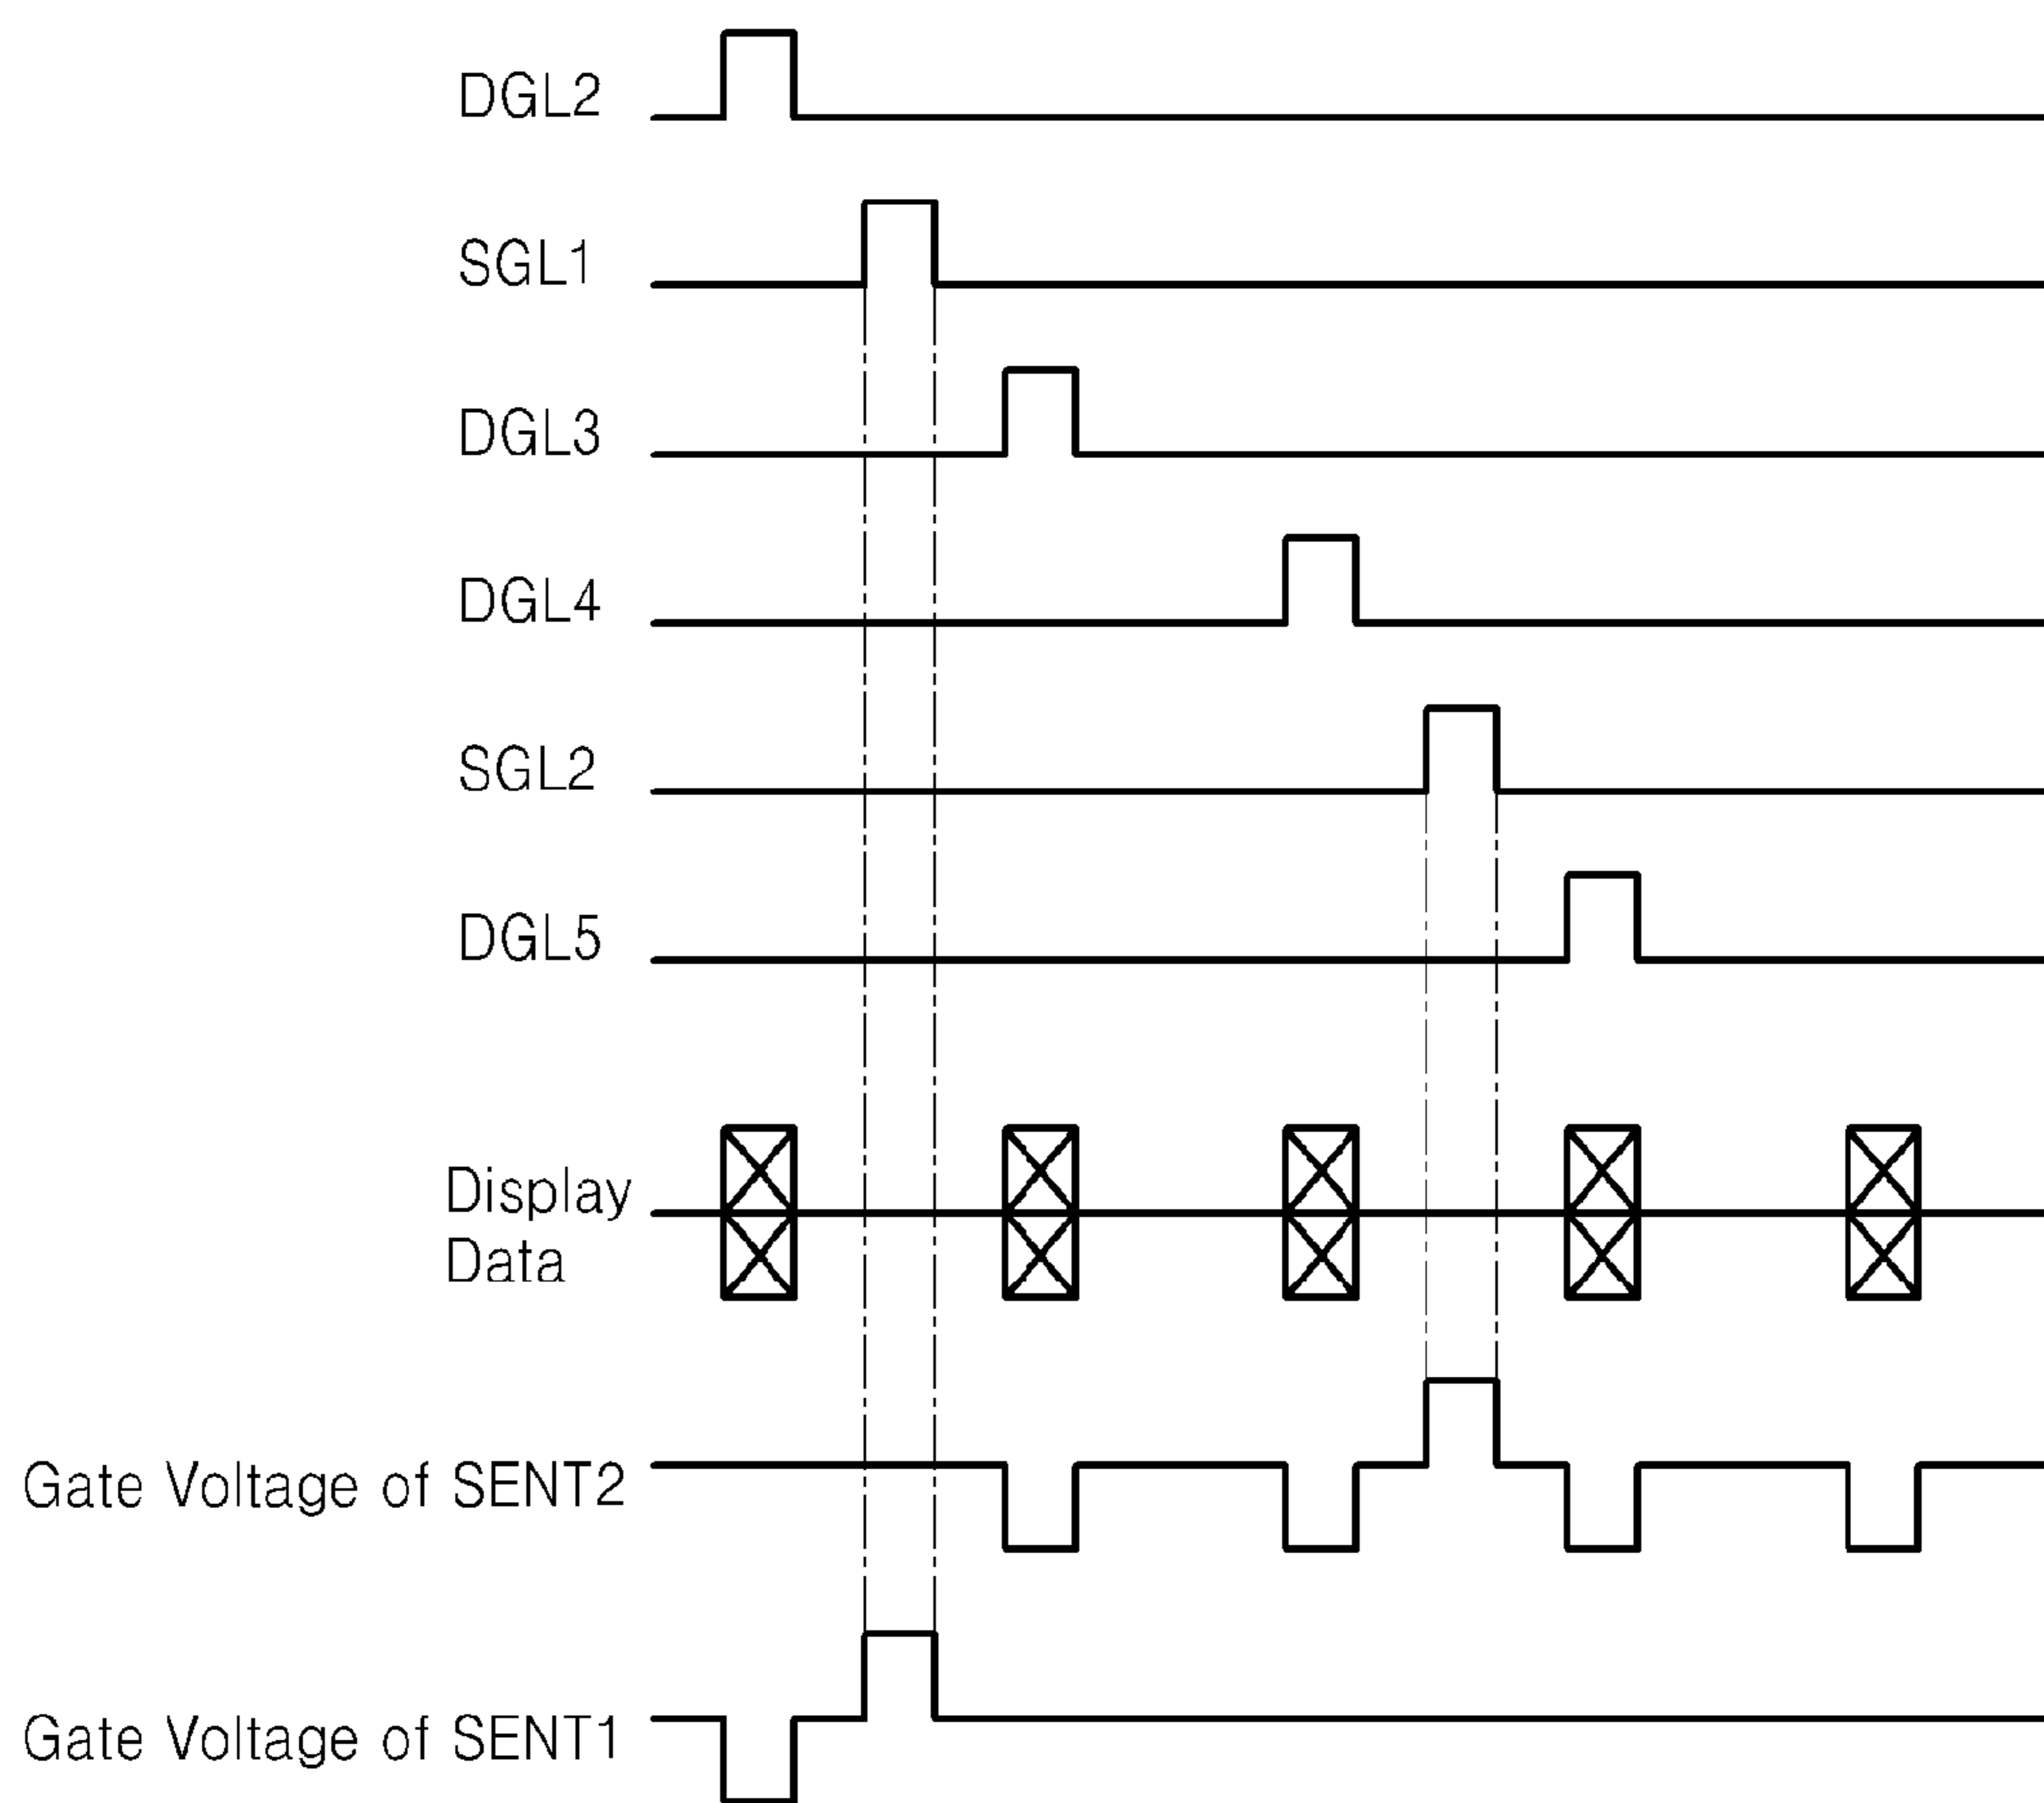 DGL2
SGL1
DGL3
DGL4
SGL2
DGL5
Display
Data
Gate Voltage of SENT2
Gate Voltage of SENT1